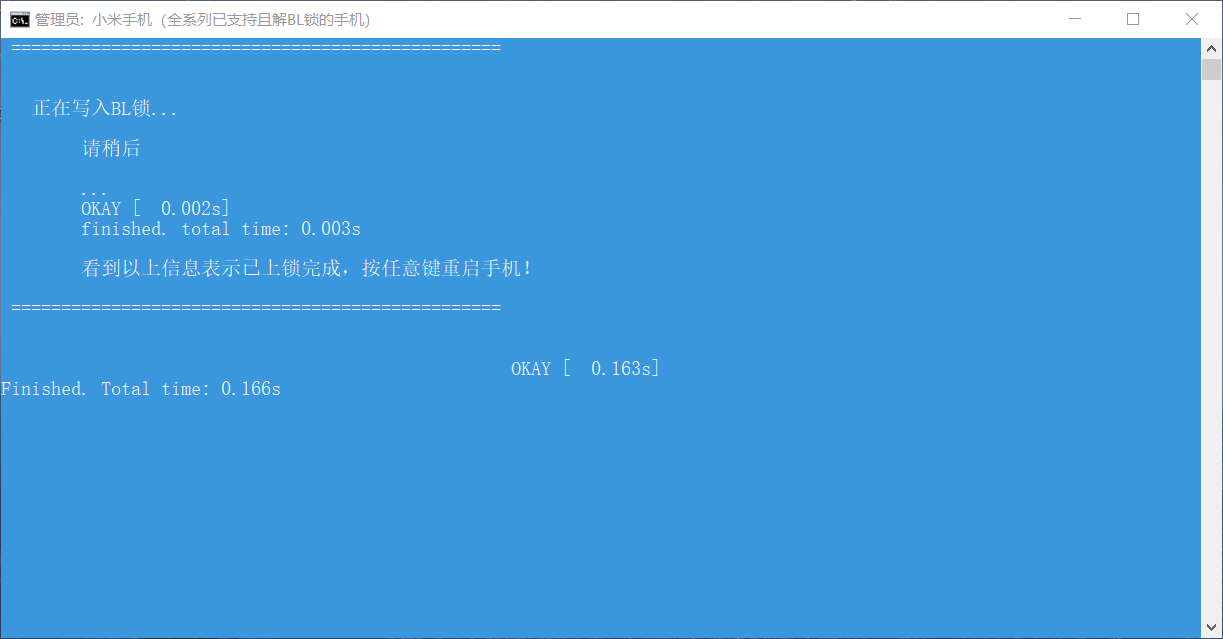 管理员: 小米手机 (全系列已支持且解BL锁的手机)
=================================================
正在写入BL锁...
请稍后
...
OKAY [  0.002s]
finished. total time: 0.003s
看到以上信息表示已上锁完成，按任意键重启手机！
=================================================
OKAY [  0.163s]
Finished. Total time: 0.166s